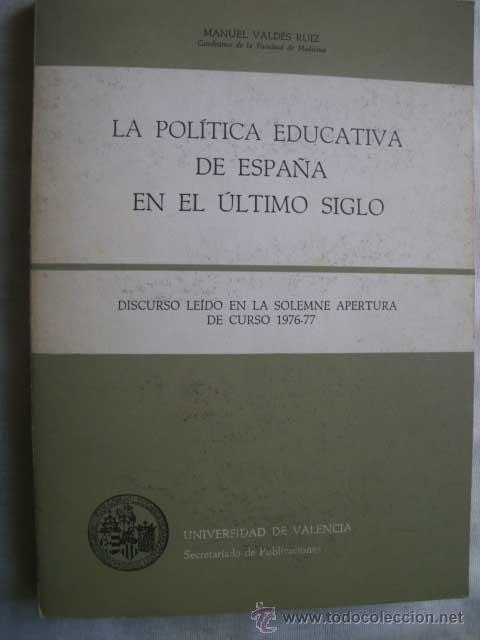 MANUEL VALDÉS RUIZ
Catedrático de la Facultad de Medicina
LA POLÍTICA EDUCATIVA
DE ESPAÑA
EN EL ÚLTIMO SIGLO
DISCURSO LEÍDO EN LA SOLEMNE APERTURA
DE CURSO 1976-77
UNIVERSIDAD DE VALENCIA
Secretariado de Publicaciones
www.todocoleccion.net